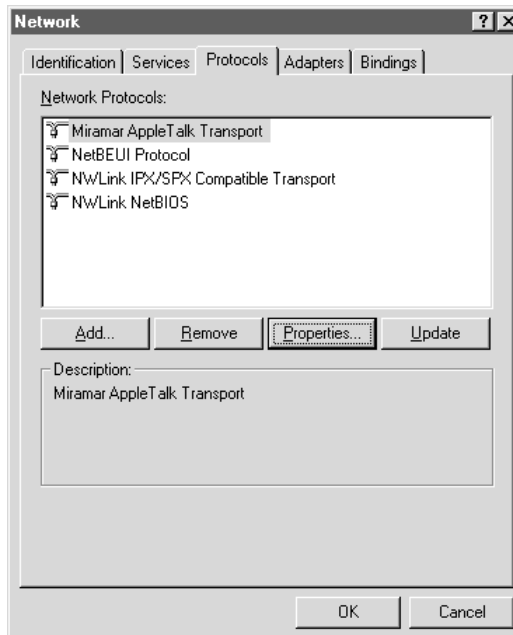 Network
Identification Services Protocols Adapters Bindings
Network Protocols:
Miramar AppleTalk Transport
NetBEUI Protocol
NWLink IPX/SPX Compatible Transport
NWLink NetBIOS
Add... Remove Properties... Update
Description:
Miramar AppleTalk Transport
OK Cancel